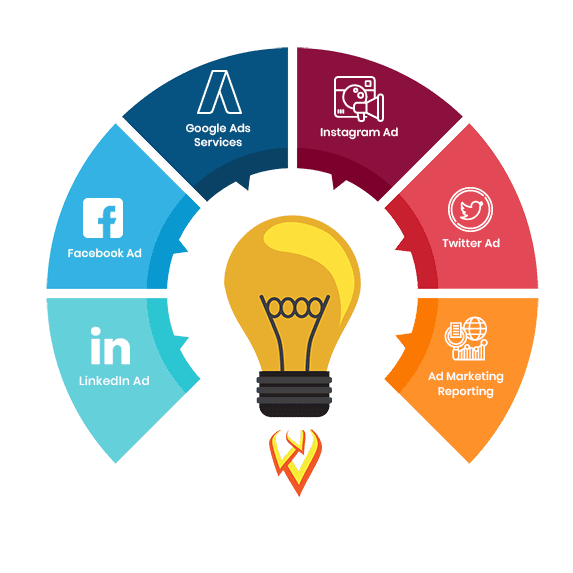 Google Ads
Services
Instagram Ad
Facebook Ad
Twitter Ad
in
LinkedIn Ad
Ad Marketing
Reporting